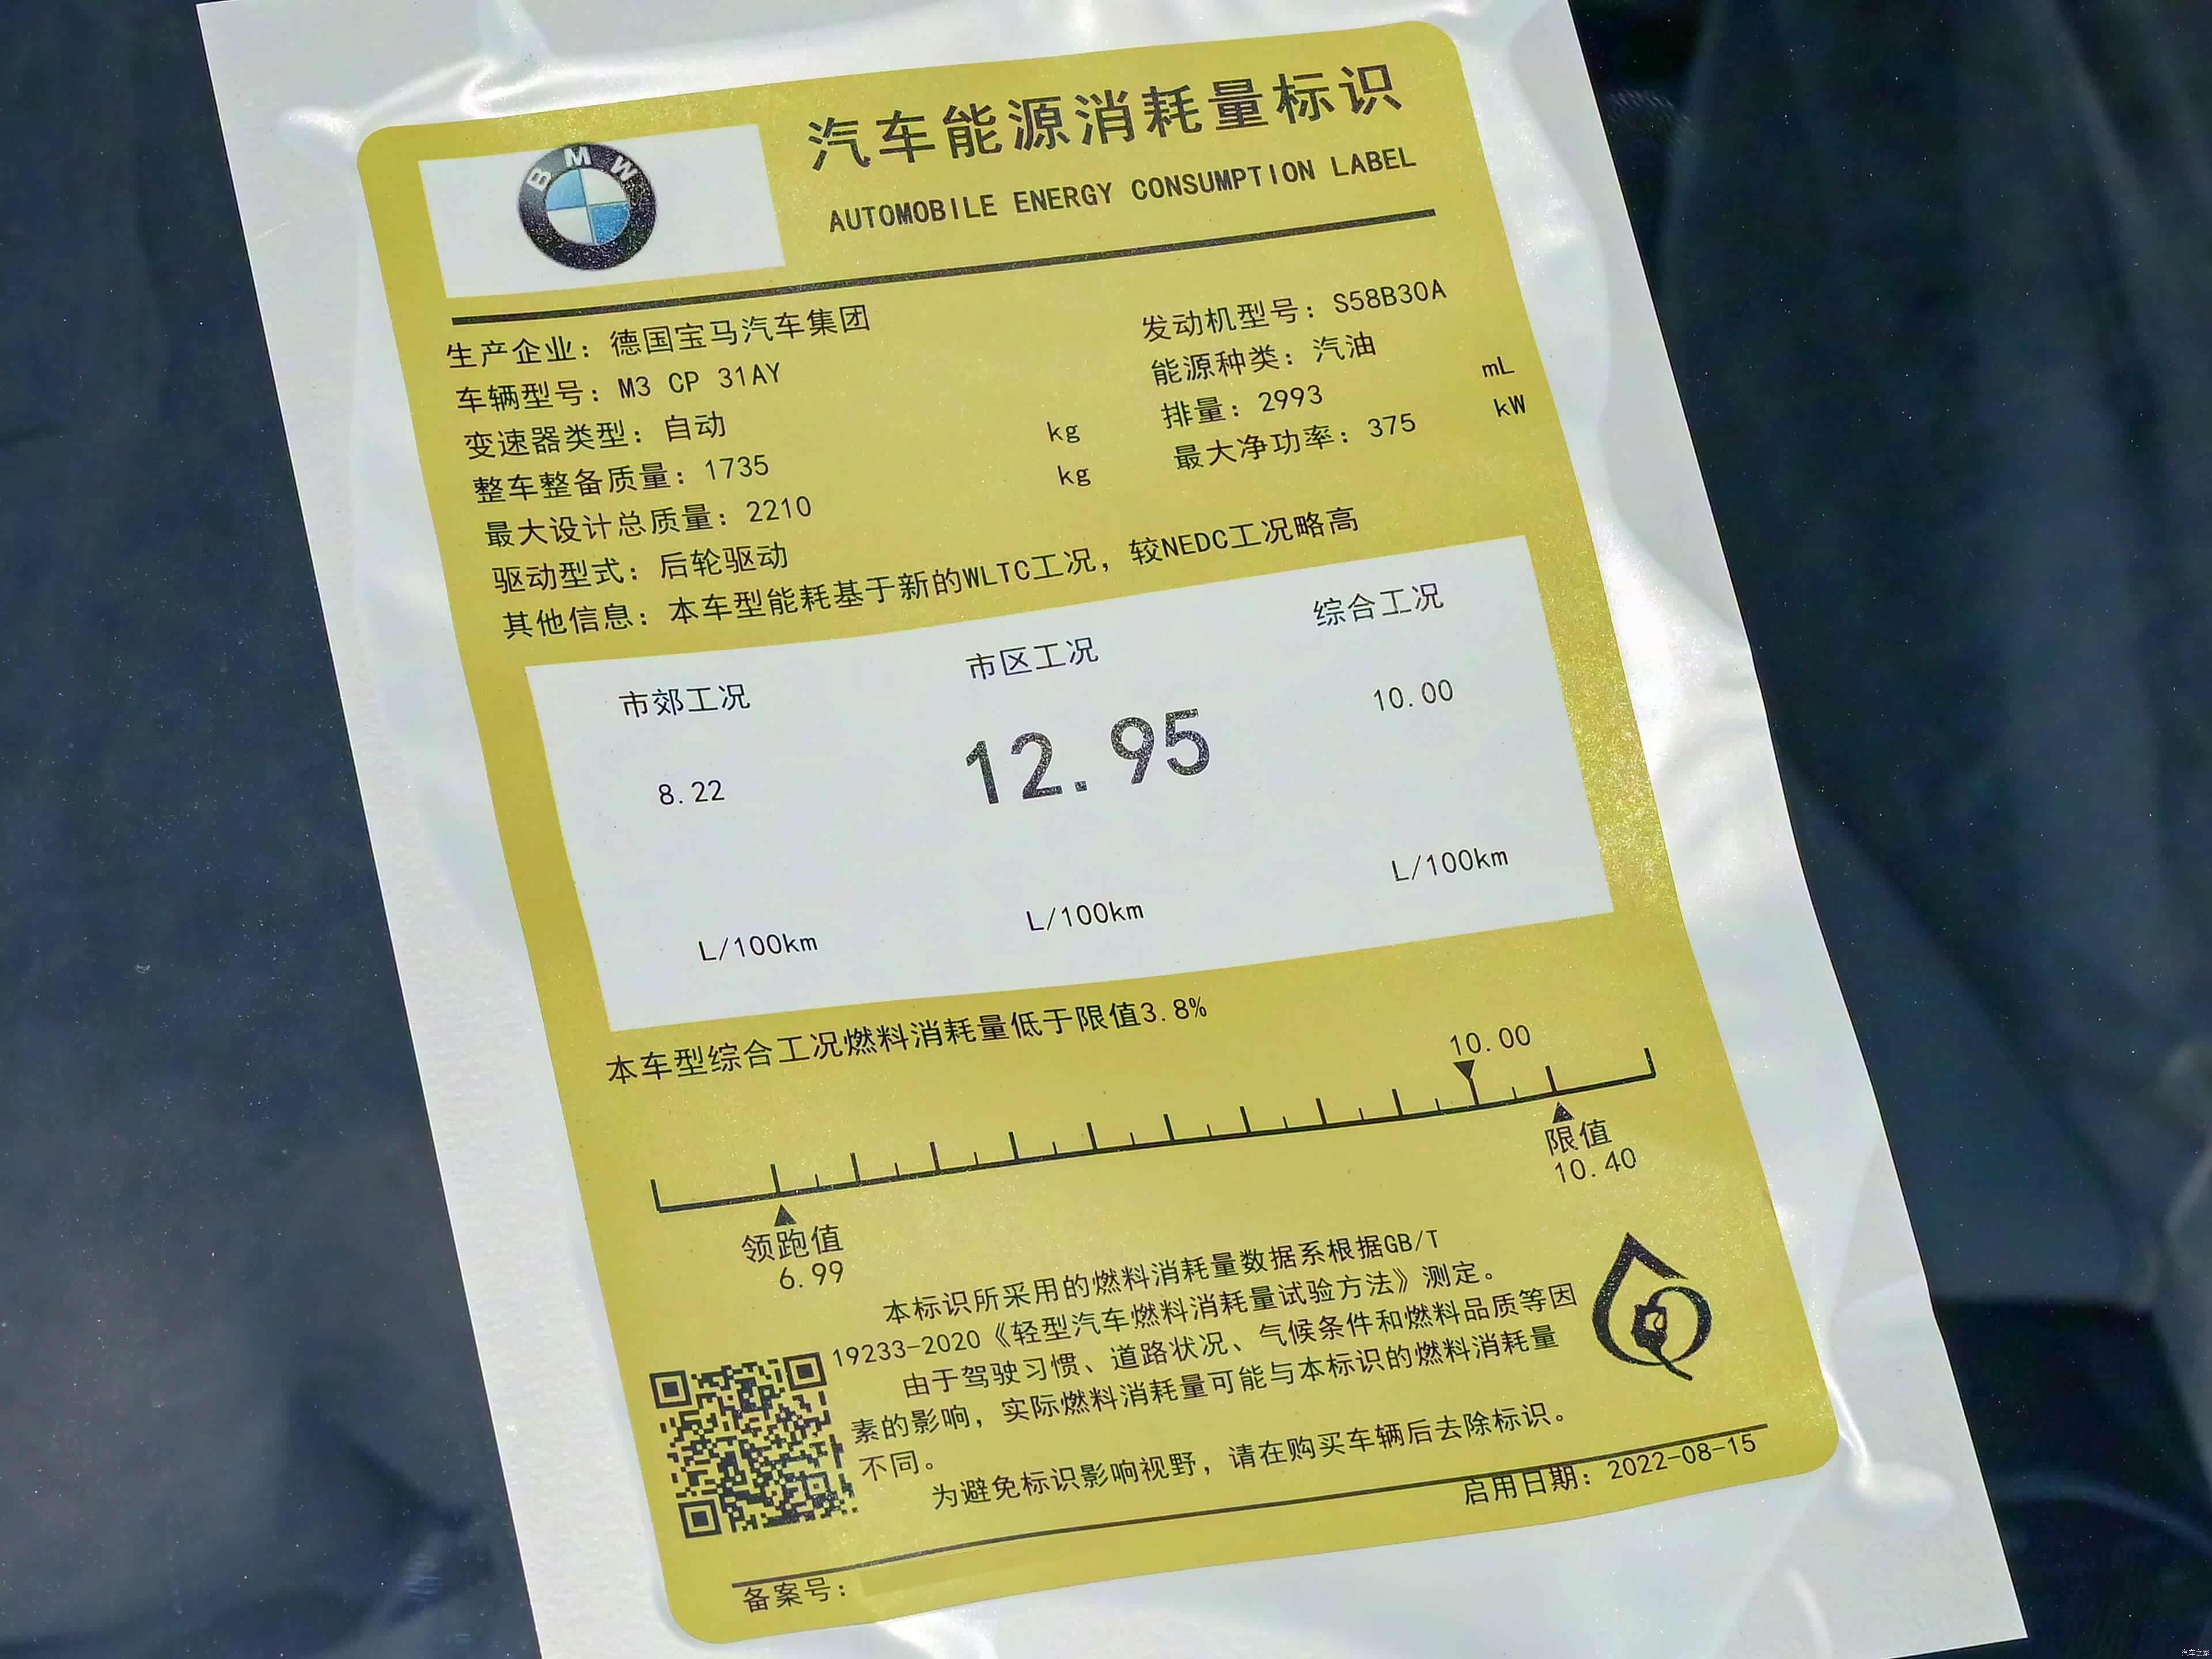 BMW
汽车能源消耗量标识
AUTOMOBILE ENERGY CONSUMPTION LABEL
生产企业：德国宝马汽车集团
车辆型号：M3 CP 31AY
变速器类型：自动
整车整备质量：1735 kg
最大设计总质量：2210 kg
驱动型式：后轮驱动
其他信息：本车型能耗基于新的WLTC工况，较NEDC工况略高
发动机型号：S58B30A
能源种类：汽油
排量：2993 mL
最大净功率：375 kW
市郊工况 市区工况 综合工况
8.22 12.95 10.00
L/100km L/100km L/100km
本车型综合工况燃料消耗量低于限值3.8%
10.00
限值
10.40
领跑值
6.99
本标识所采用的燃料消耗量数据系根据GB/T
19233-2020《轻型汽车燃料消耗量试验方法》测定。
由于驾驶习惯、道路状况、气候条件和燃料品质等因
素的影响，实际燃料消耗量可能与本标识的燃料消耗量
不同。
为避免标识影响视野，请在购买车辆后去除标识。
启用日期：2022-08-15
备案号：
汽车之家